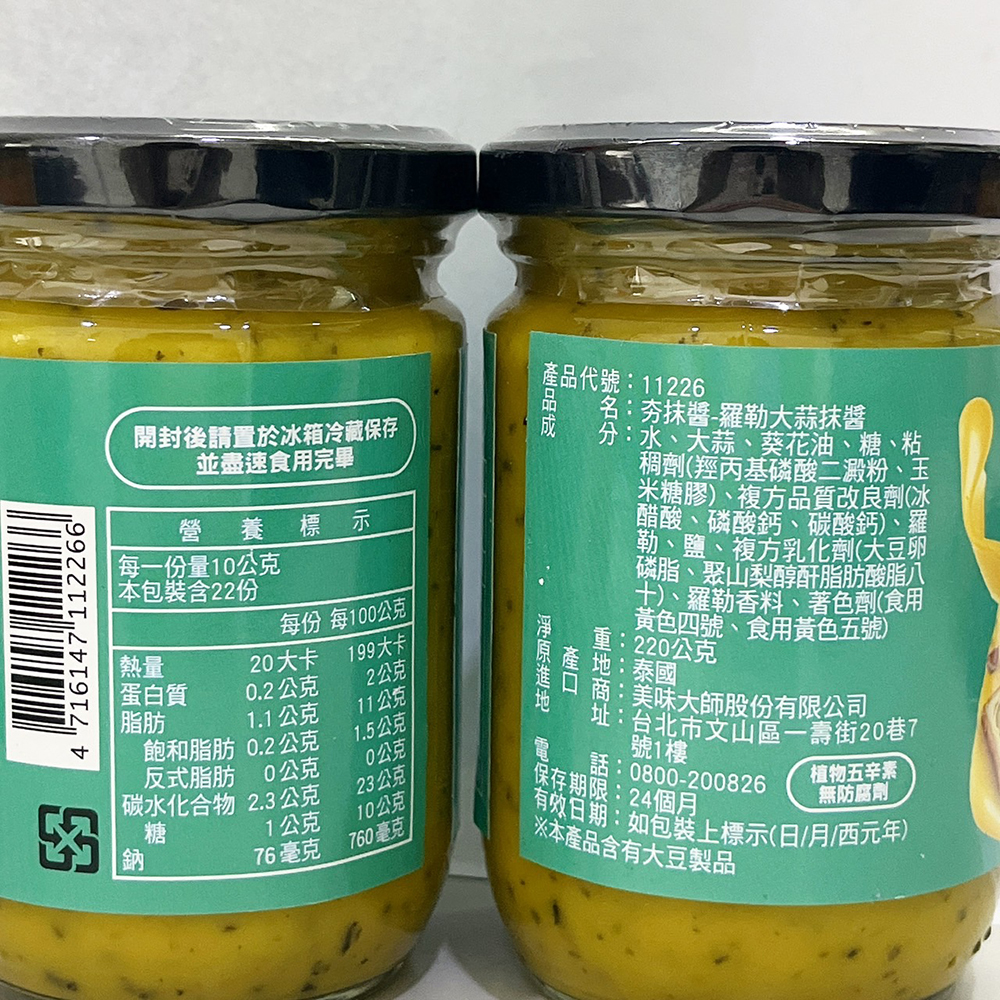 開封後請置於冰箱冷藏保存
並盡速食用完畢
營養標示
每一份量10公克
本包裝含22份
每份 每100公克
熱量 20大卡 199大卡
蛋白質 0.2公克 2公克
脂肪 1.1公克 11公克
飽和脂肪 0.2公克 1.5公克
反式脂肪 0公克 0公克
碳水化合物 2.3公克 23公克
糖 1公克 10公克
鈉 76毫克 760毫克
4 716147 112266
產品代號：11226
品名：夯抹醬-羅勒大蒜抹醬
成分：水、大蒜、葵花油、糖、粘
稠劑(羥丙基磷酸二澱粉、玉
米糖膠)、複方品質改良劑(冰
醋酸、磷酸鈣、碳酸鈣)、羅
勒、鹽、複方乳化劑(大豆卵
磷脂、聚山梨醇酐脂肪酸脂八
十)、羅勒香料、著色劑(食用
黃色四號、食用黃色五號)
淨重：220公克
原產地：泰國
進口商：美味大師股份有限公司
地址：台北市文山區一壽街20巷7
號1樓
電話：0800-200826
保存期限：24個月
有效日期：如包裝上標示(日/月/西元年)
※本產品含有大豆製品
植物五辛素
無防腐劑